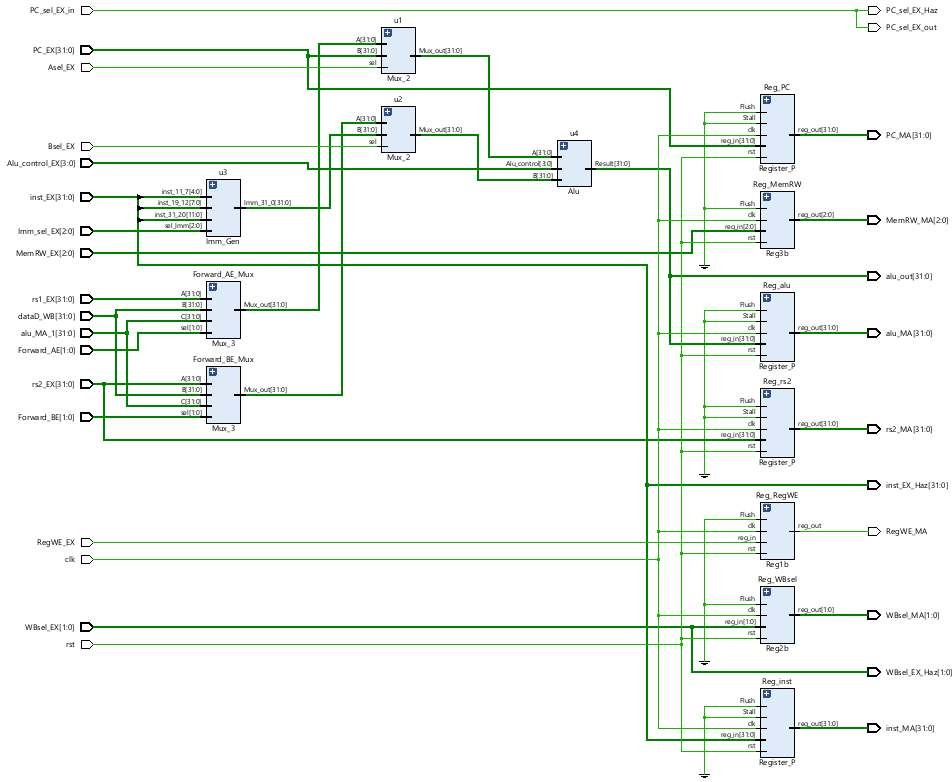 PC_sel_EX_in
PC_EX[31:0]
Asel_EX
Bsel_EX
Alu_control_EX[3:0]
inst_EX[31:0]
Imm_sel_EX[2:0]
MemRW_EX[2:0]
rs1_EX[31:0]
dataD_WB[31:0]
alu_MA_1[31:0]
Forward_AE[1:0]
rs2_EX[31:0]
Forward_BE[1:0]
RegWE_EX
clk
WBsel_EX[1:0]
rst
u3
inst_11_7[4:0]
inst_19_12[7:0]
inst_31_20[11:0]
sel_Imm[2:0]
Imm_31_0[31:0]
Imm_Gen
Forward_AE_Mux
A[31:0]
B[31:0]
C[31:0]
sel[1:0]
Mux_out[31:0]
Mux_3
Forward_BE_Mux
A[31:0]
B[31:0]
C[31:0]
sel[1:0]
Mux_out[31:0]
Mux_3
u1
A[31:0]
B[31:0]
sel
Mux_out[31:0]
Mux_2
u2
A[31:0]
B[31:0]
sel
Mux_out[31:0]
Mux_2
u4
A[31:0]
Alu_control[3:0]
B[31:0]
Result[31:0]
Alu
Reg_PC
Flush
Stall
clk
reg_in[31:0]
rst
reg_out[31:0]
Register_P
Reg_MemRW
Flush
clk
reg_in[2:0]
rst
reg_out[2:0]
Reg3b
Reg_alu
Flush
Stall
clk
reg_in[31:0]
rst
reg_out[31:0]
Register_P
Reg_rs2
Flush
Stall
clk
reg_in[31:0]
rst
reg_out[31:0]
Register_P
Reg_RegWE
Flush
clk
reg_in
rst
reg_out
Reg1b
Reg_WBsel
Flush
clk
reg_in[1:0]
rst
reg_out[1:0]
Reg2b
Reg_inst
Flush
Stall
clk
reg_in[31:0]
rst
reg_out[31:0]
Register_P
PC_sel_EX_Haz
PC_sel_EX_out
PC_MA[31:0]
MemRW_MA[2:0]
alu_out[31:0]
alu_MA[31:0]
rs2_MA[31:0]
inst_EX_Haz[31:0]
RegWE_MA
WBsel_MA[1:0]
WBsel_EX_Haz[1:0]
inst_MA[31:0]